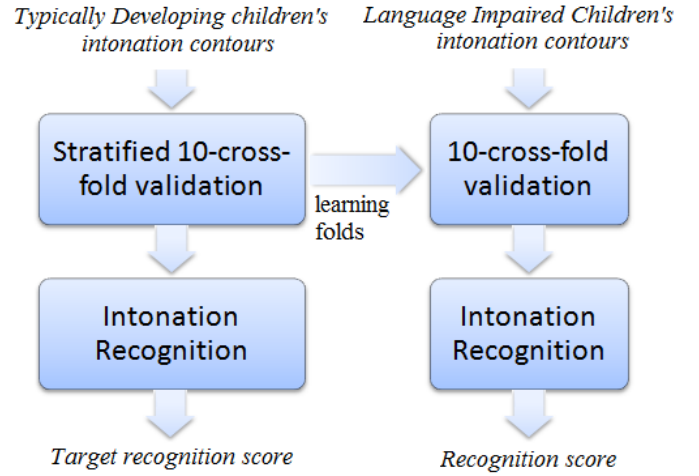 Typically Developing children's
intonation contours
Language Impaired Children's
intonation contours
Stratified 10-cross-
fold validation
learning
folds
10-cross-fold
validation
Intonation
Recognition
Intonation
Recognition
Target recognition score
Recognition score